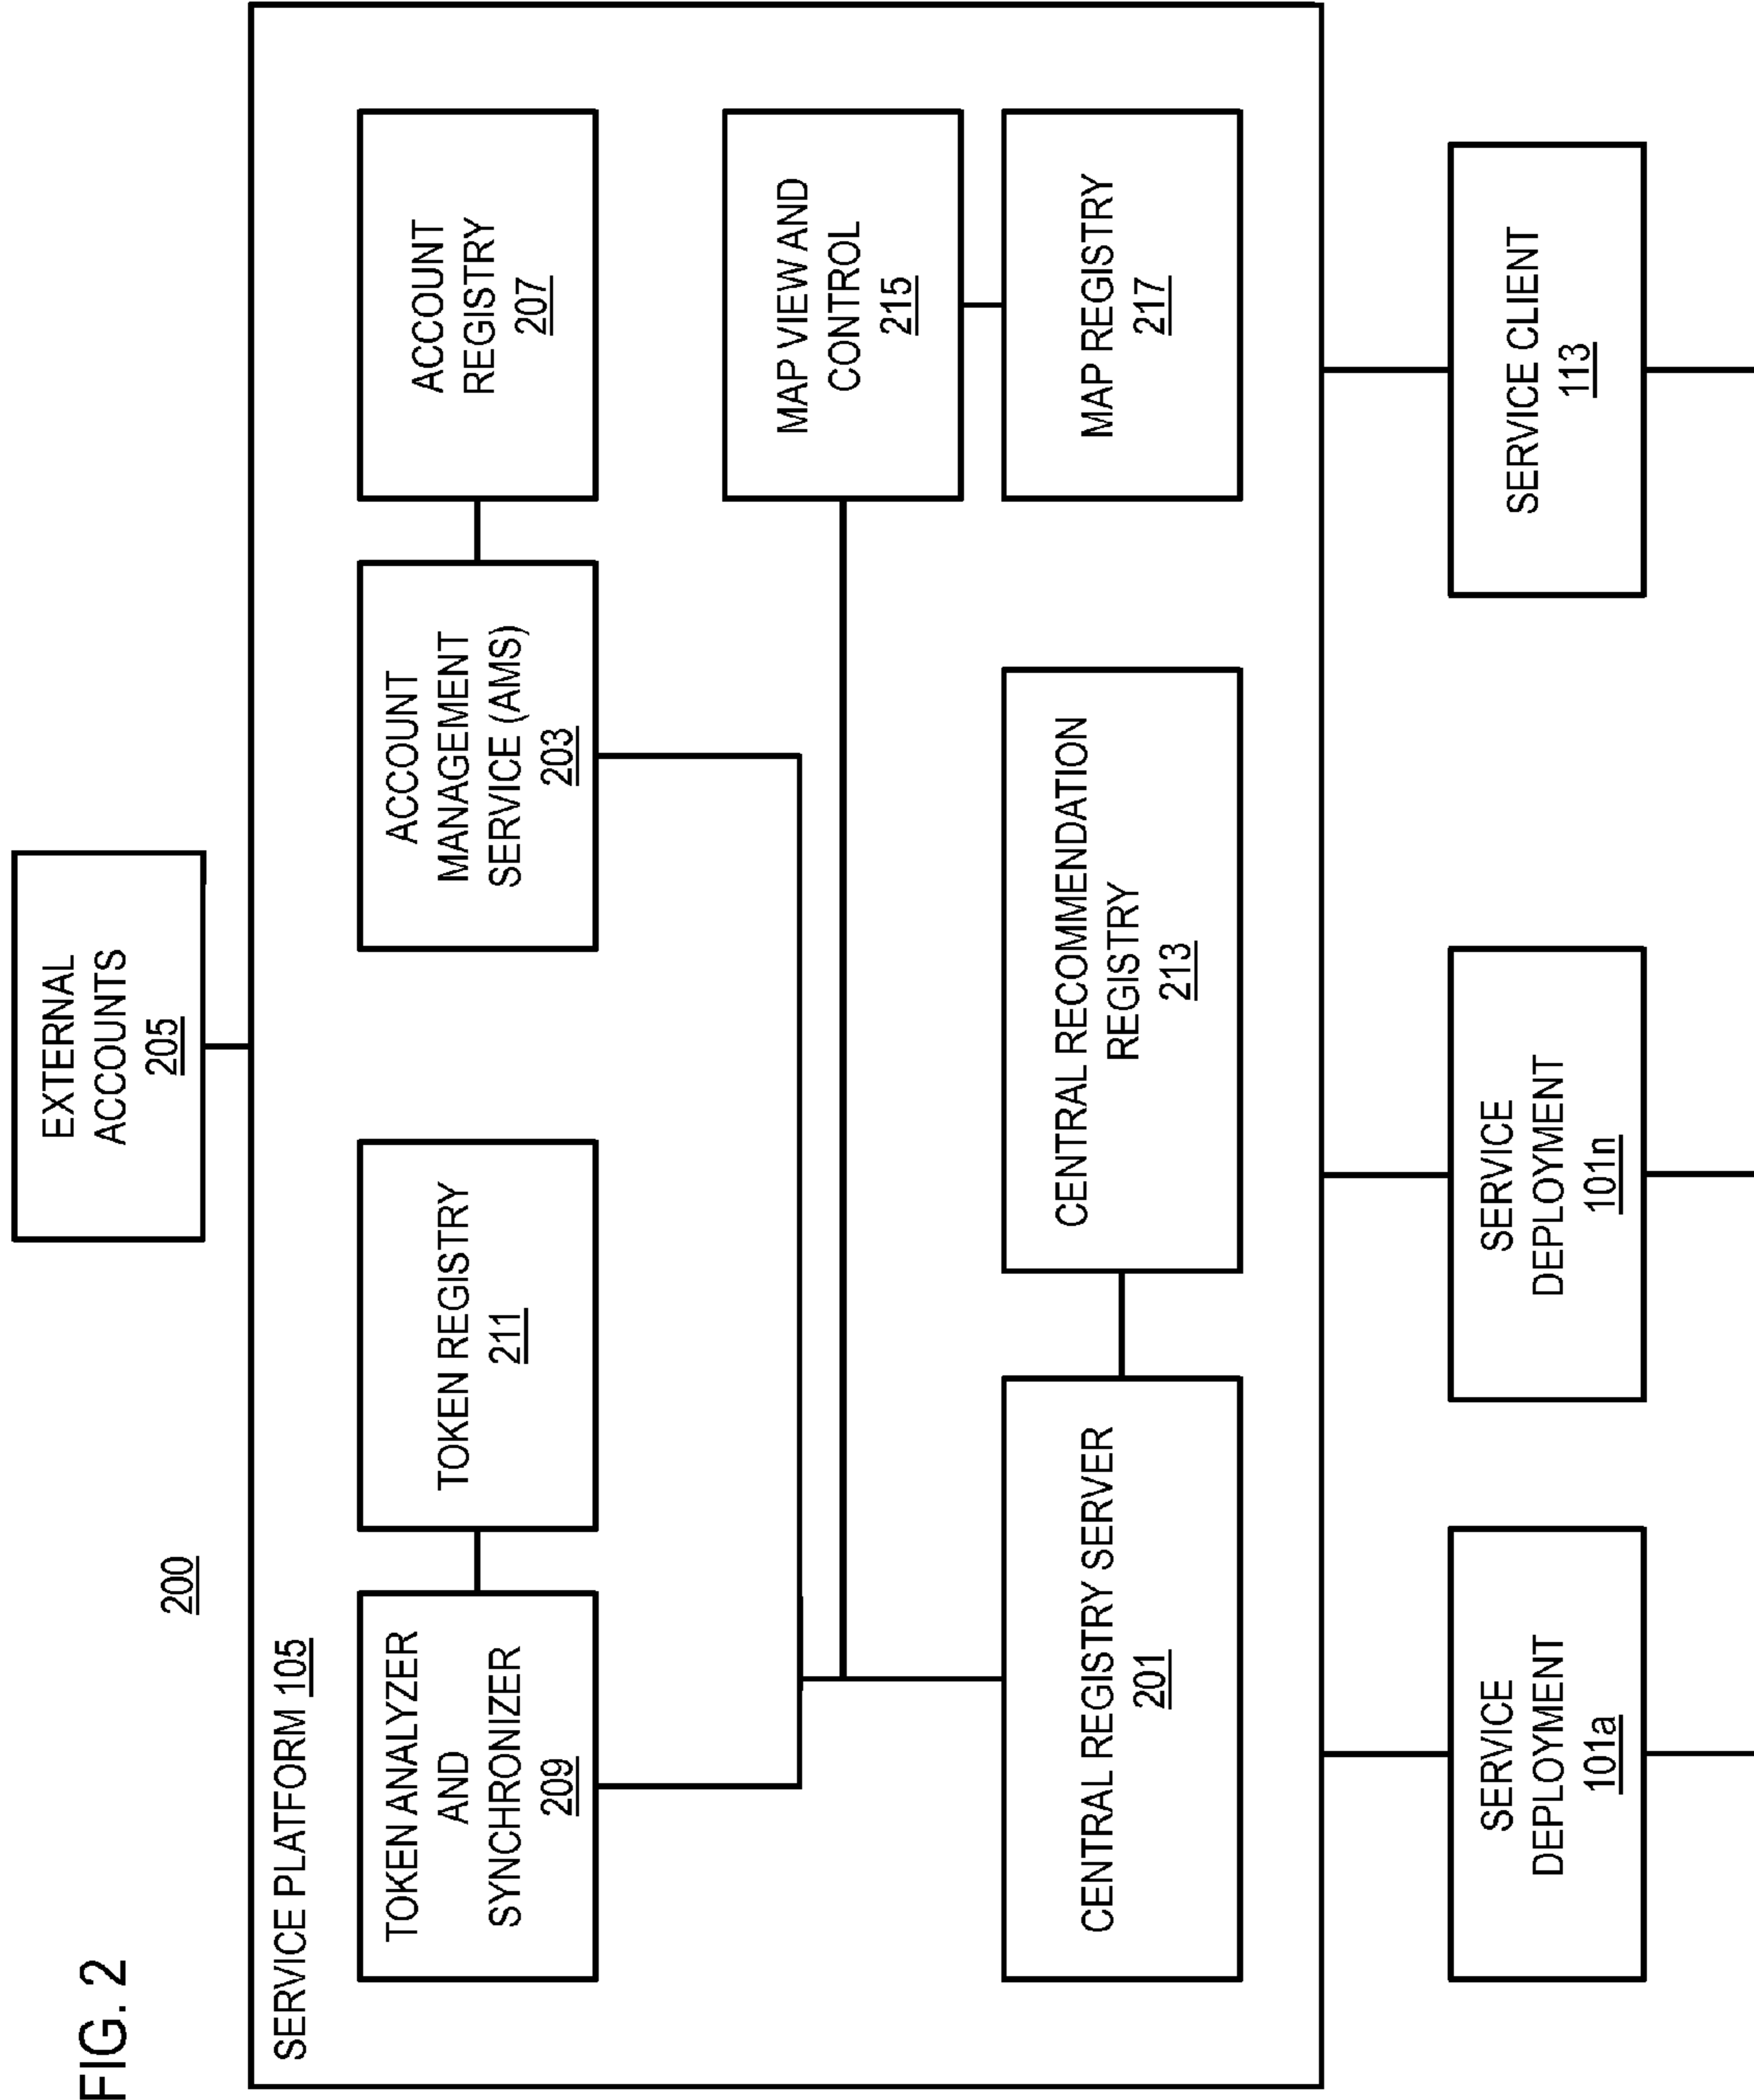 FIG. 2
200
EXTERNAL
ACCOUNTS
205
SERVICE PLATFORM 105
TOKEN ANALYZER
AND
SYNCHRONIZER
209
TOKEN REGISTRY
211
ACCOUNT
MANAGEMENT
SERVICE (AMS)
203
ACCOUNT
REGISTRY
207
MAP VIEW AND
CONTROL
215
CENTRAL REGISTRY SERVER
201
CENTRAL RECOMMENDATION
REGISTRY
213
MAP REGISTRY
217
SERVICE
DEPLOYMENT
101a
SERVICE
DEPLOYMENT
101n
SERVICE CLIENT
113